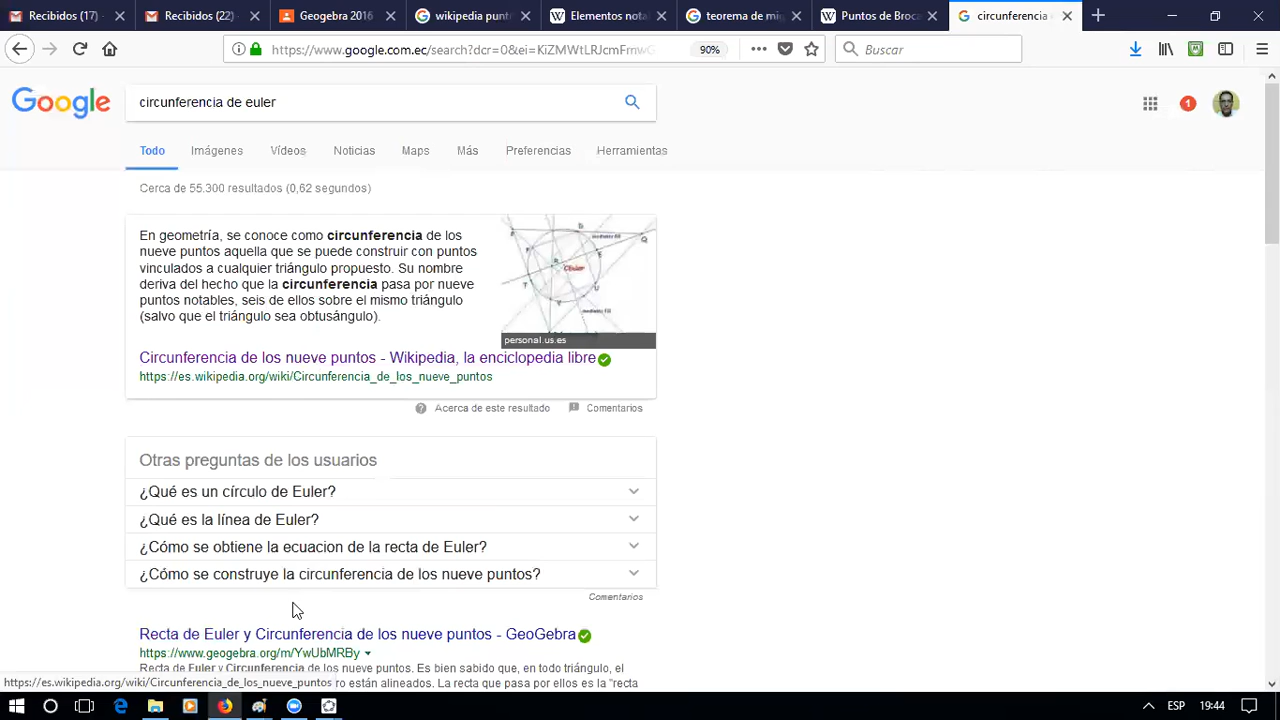 Recibidos (17) -
Recibidos (22)
Geogebra 2016
wikipedia punt
Elementos nota
teorema de mi
Puntos de Broca
circunferencia
https://www.google.com.ec/search?dcr=0&ei=KiZMWtLRJcmFmwG
90%
Buscar
Google
circunferencia de euler
1
Todo Imágenes Vídeos Noticias Maps Más Preferencias Herramientas
Cerca de 55.300 resultados (0,62 segundos)
En geometría, se conoce como circunferencia de los
nueve puntos aquella que se puede construir con puntos
vinculados a cualquier triángulo propuesto. Su nombre
deriva del hecho que la circunferencia pasa por nueve
puntos notables, seis de ellos sobre el mismo triángulo
(salvo que el triángulo sea obtusángulo).
personal.us.es
Circunferencia de los nueve puntos - Wikipedia, la enciclopedia libre
https://es.wikipedia.org/wiki/Circunferencia_de_los_nueve_puntos
Acerca de este resultado Comentarios
Otras preguntas de los usuarios
¿Qué es un círculo de Euler?
¿Qué es la línea de Euler?
¿Cómo se obtiene la ecuacion de la recta de Euler?
¿Cómo se construye la circunferencia de los nueve puntos?
Comentarios
Recta de Euler y Circunferencia de los nueve puntos - GeoGebra
https://www.geogebra.org/m/YwUbMRBy
Recta de Euler y Circunferencia de los nueve puntos. Es bien sabido que, en todo triángulo, el
ro están alineados. La recta que pasa por ellos es la "recta
https://es.wikipedia.org/wiki/Circunferencia_de_los_nueve_puntos
ESP 19:44